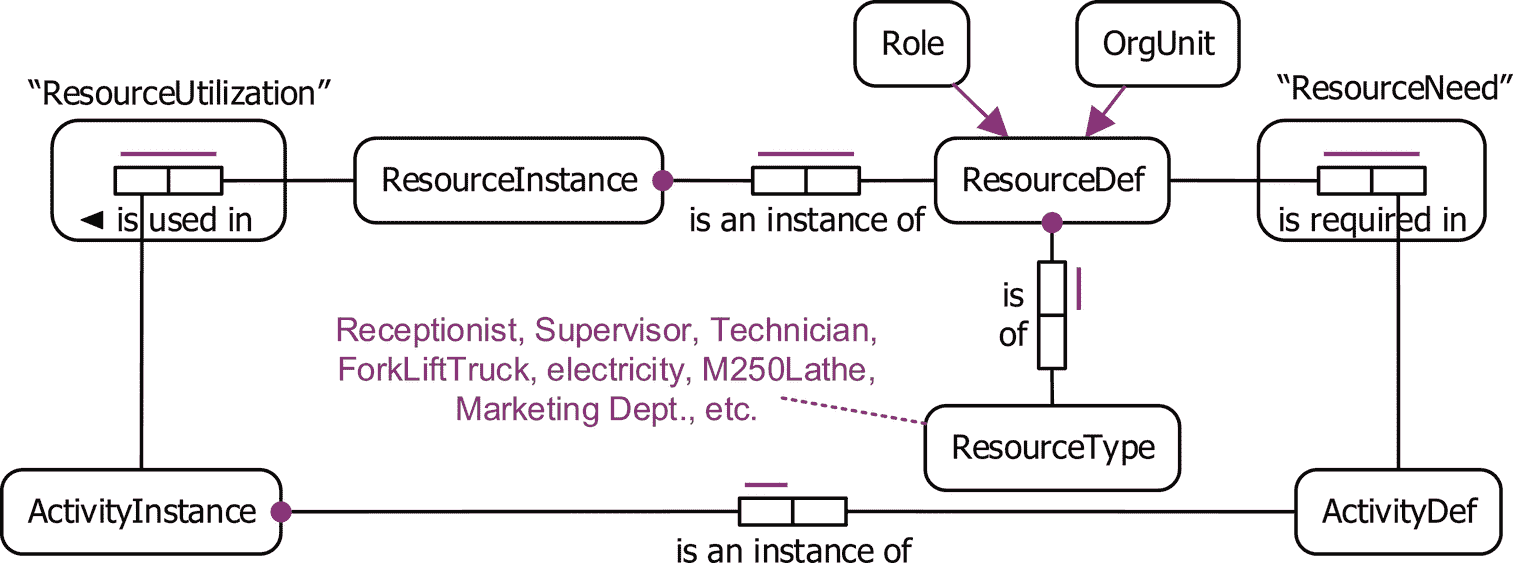 Role
OrgUnit
“ResourceUtilization”
“ResourceNeed”
ResourceInstance
ResourceDef
◄ is used in
is an instance of
is required in
is
of
Receptionist, Supervisor, Technician,
ForkLiftTruck, electricity, M250Lathe,
Marketing Dept., etc.
ResourceType
ActivityInstance
ActivityDef
is an instance of